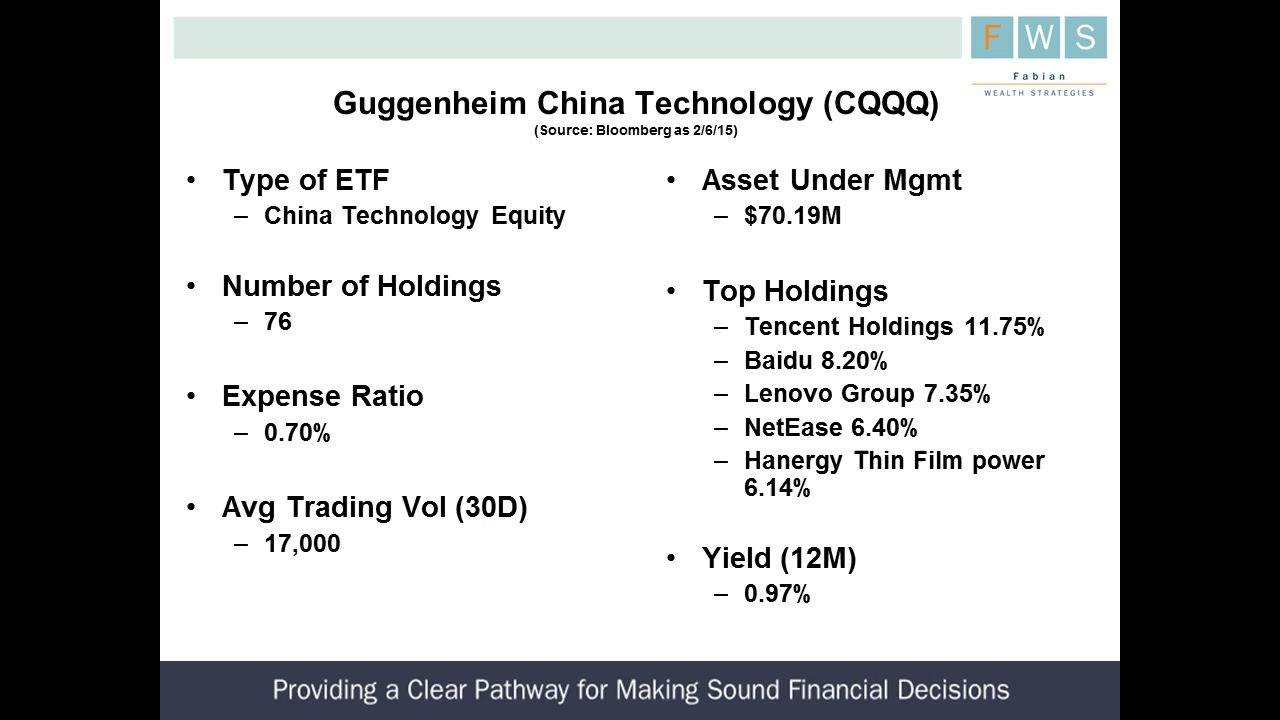 FWS
Fabian
WEALTH STRATEGIES
Guggenheim China Technology (CQQQ)
(Source: Bloomberg as 2/6/15)
• Type of ETF
– China Technology Equity
• Number of Holdings
– 76
• Expense Ratio
– 0.70%
• Avg Trading Vol (30D)
– 17,000
• Asset Under Mgmt
– $70.19M
• Top Holdings
– Tencent Holdings 11.75%
– Baidu 8.20%
– Lenovo Group 7.35%
– NetEase 6.40%
– Hanergy Thin Film power
6.14%
• Yield (12M)
– 0.97%
Providing a Clear Pathway for Making Sound Financial Decisions